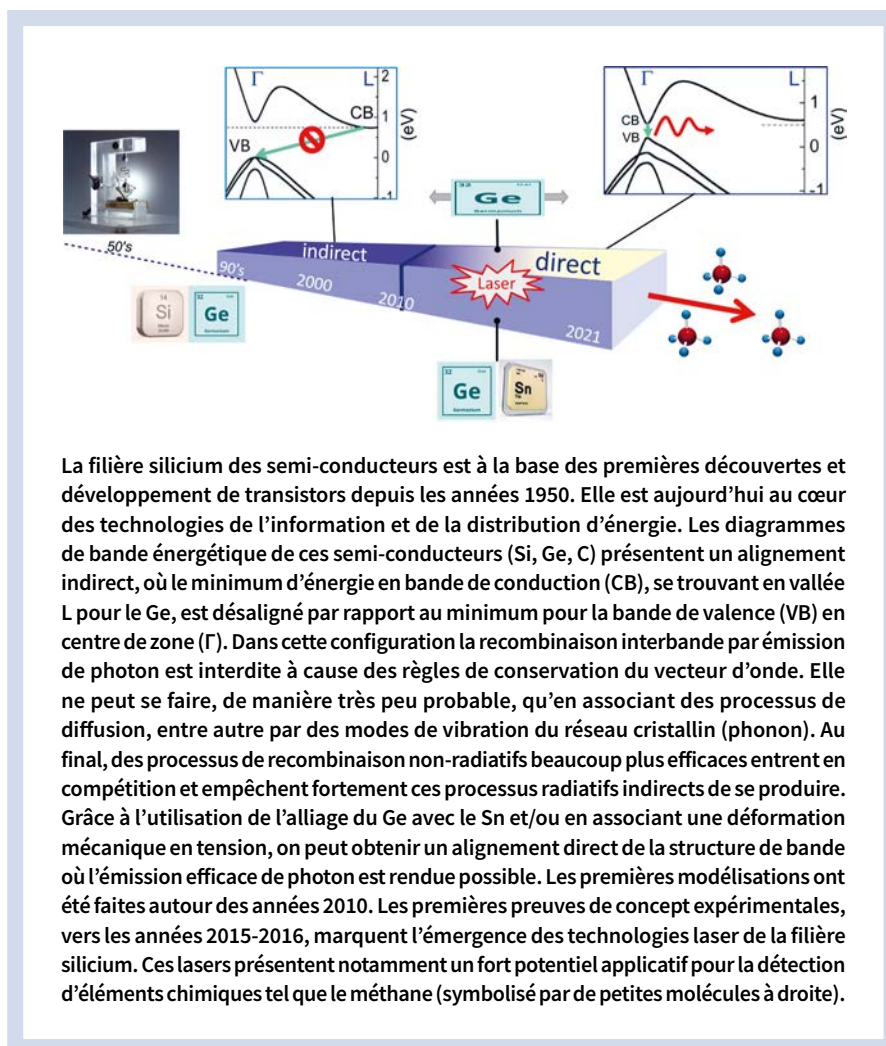 Γ
L
2
CB
1
(eV)
VB
0
-1
Γ
L
CB
1
VB
(eV)
0
-1
32
Ge
50's
indirect
direct
90's
2000
2010
Laser
2021
14
Si
32
Ge
Germanium
32
Ge
Germanium
Sn
La filière silicium des semi-conducteurs est à la base des premières découvertes et
développement de transistors depuis les années 1950. Elle est aujourd’hui au cœur
des technologies de l’information et de la distribution d’énergie. Les diagrammes
de bande énergétique de ces semi-conducteurs (Si, Ge, C) présentent un alignement
indirect, où le minimum d’énergie en bande de conduction (CB), se trouvant en vallée
L pour le Ge, est désaligné par rapport au minimum pour la bande de valence (VB) en
centre de zone (Γ). Dans cette configuration la recombinaison interbande par émission
de photon est interdite à cause des règles de conservation du vecteur d’onde. Elle
ne peut se faire, de manière très peu probable, qu’en associant des processus de
diffusion, entre autre par des modes de vibration du réseau cristallin (phonon). Au
final, des processus de recombinaison non-radiatifs beaucoup plus efficaces entrent en
compétition et empêchent fortement ces processus radiatifs indirects de se produire.
Grâce à l’utilisation de l’alliage du Ge avec le Sn et/ou en associant une déformation
mécanique en tension, on peut obtenir un alignement direct de la structure de bande
où l’émission efficace de photon est rendue possible. Les premières modélisations ont
été faites autour des années 2010. Les premières preuves de concept expérimentales,
vers les années 2015-2016, marquent l’émergence des technologies laser de la filière
silicium. Ces lasers présentent notamment un fort potentiel applicatif pour la détection
d’éléments chimiques tel que le méthane (symbolisé par de petites molécules à droite).